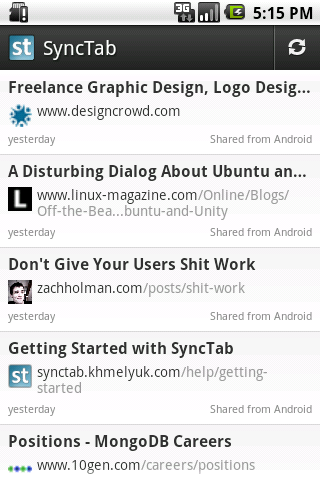 3G 5:15 PM
st SyncTab
Freelance Graphic Design, Logo Desig...
www.designcrowd.com
yesterday Shared from Android
A Disturbing Dialog About Ubuntu an...
L www.linux-magazine.com/Online/Blogs/
Off-the-Bea...buntu-and-Unity
yesterday Shared from Android
Don't Give Your Users Shit Work
zachholman.com/posts/shit-work
yesterday Shared from Android
Getting Started with SyncTab
st synctab.khmelyuk.com/help/getting-
started
yesterday Shared from Android
Positions - MongoDB Careers
www.10gen.com/careers/positions